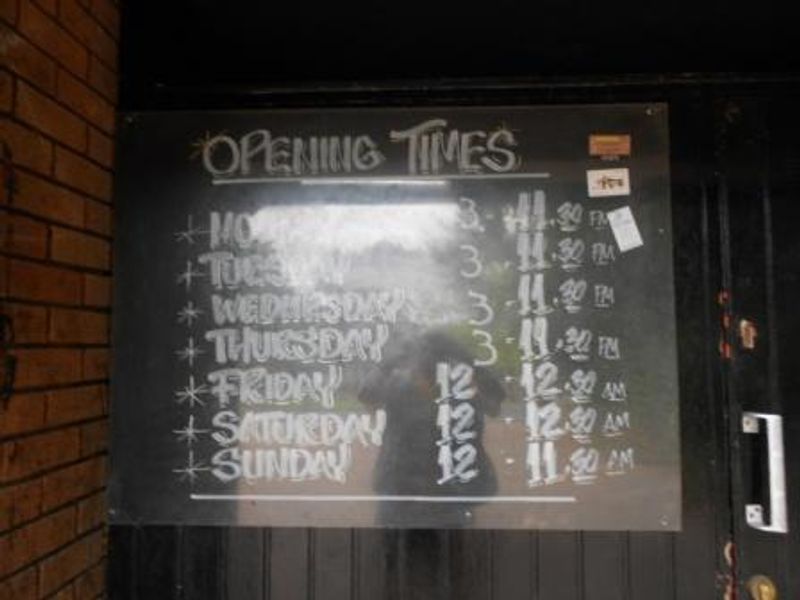 OPENING TIMES
* MO 3 - 11.30 PM
* TUESDAY 3 - 11.30 PM
* WEDNESDAY 3 - 11.30 PM
* THURSDAY 3 - 11.30 PM
* FRIDAY 12 - 12.30 AM
* SATURDAY 12 - 12.30 AM
* SUNDAY 12 - 11.30 AM